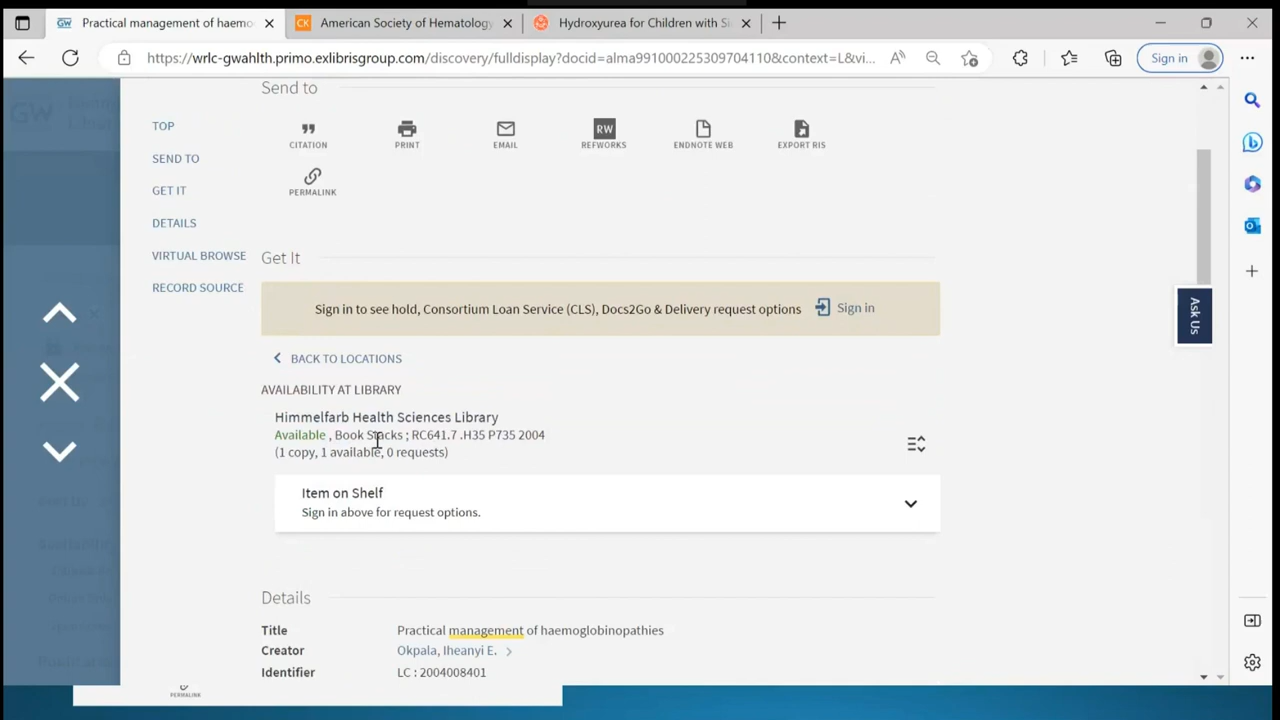 GW Practical management of haemo
CK American Society of Hematology
Hydroxyurea for Children with Si
https://wrlc-gwahlth.primo.exlibrisgroup.com/discovery/fulldisplay?docid=alma991000225309704110&context=L&vi...
Sign in
GW
Send to
TOP
SEND TO
GET IT
DETAILS
VIRTUAL BROWSE
RECORD SOURCE
CITATION
PRINT
EMAIL
RW
REFWORKS
ENDNOTE WEB
EXPORT RIS
PERMALINK
Get It
Sign in to see hold, Consortium Loan Service (CLS), Docs2Go & Delivery request options Sign in
Ask Us
BACK TO LOCATIONS
AVAILABILITY AT LIBRARY
Himmelfarb Health Sciences Library
Available , Book Stacks ; RC641.7 .H35 P735 2004
(1 copy, 1 available, 0 requests)
Item on Shelf
Sign in above for request options.
Details
Title Practical management of haemoglobinopathies
Creator Okpala, Iheanyi E.
Identifier LC : 2004008401
PERMALINK